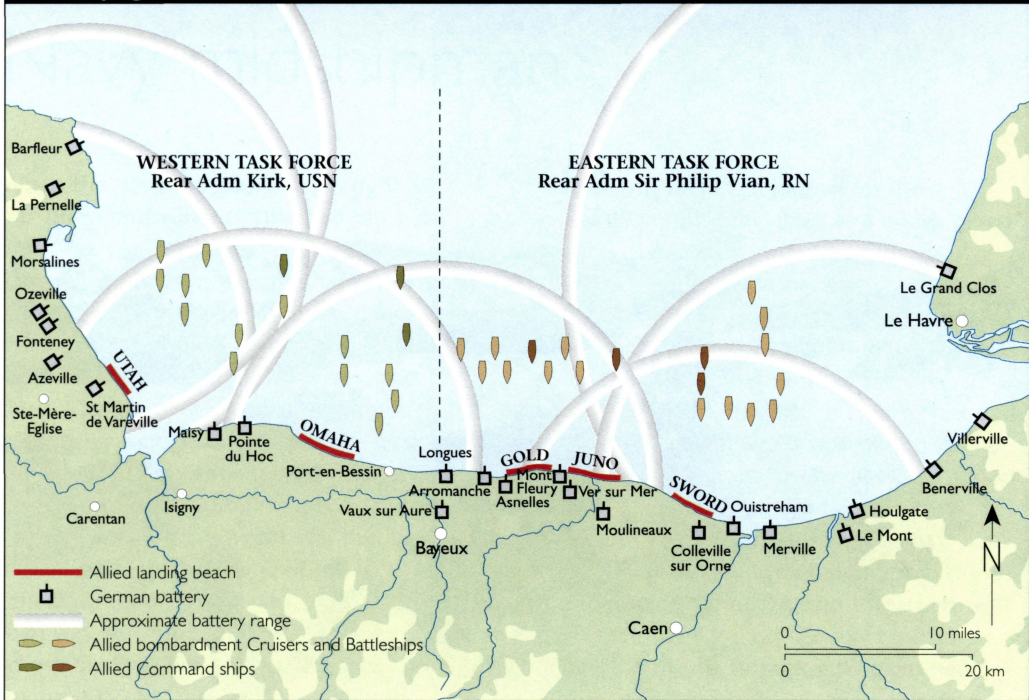 WESTERN TASK FORCE
Rear Adm Kirk, USN
EASTERN TASK FORCE
Rear Adm Sir Philip Vian, RN
Barfleur
La Pernelle
Morsalines
Ozeville
Fonteney
Azeville
Ste-Mère-
Eglise
St Martin
de Varéville
UTAH
Maisy
Pointe
du Hoc
OMAHA
Port-en-Bessin
Longues
Arromanche
GOLD
Mont
Fleury
Asnelles
JUNO
Ver sur Mer
Moulineaux
SWORD
Ouistreham
Colleville
sur Orne
Merville
Houlgate
Le Mont
Benerville
Villerville
Le Grand Clos
Le Havre
Carentan
Isigny
Vaux sur Aure
Bayeux
Caen
N
0 10 miles
0 20 km
Allied landing beach
German battery
Approximate battery range
Allied bombardment Cruisers and Battleships
Allied Command ships